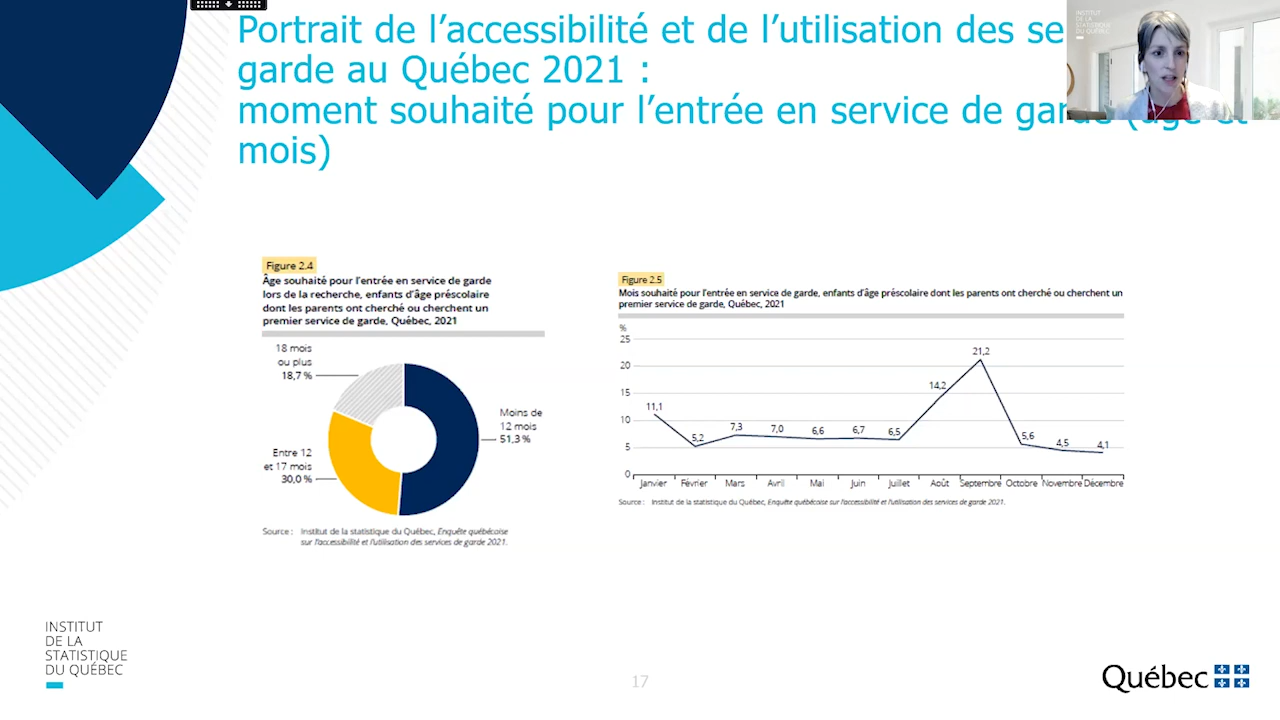 Portrait de l'accessibilité et de l'utilisation des se
garde au Québec 2021 :
moment souhaité pour l'entrée en service de garde (âge et
mois)
INSTITUT
DE LA
STATISTIQUE
DU QUÉBEC
Figure 2.4
Âge souhaité pour l'entrée en service de garde
lors de la recherche, enfants d'âge préscolaire
dont les parents ont cherché ou cherchent un
premier service de garde, Québec, 2021
18 mois
ou plus
18,7 %
Moins de
12 mois
51,3 %
Entre 12
et 17 mois
30,0 %
Source : Institut de la statistique du Québec, Enquête québécoise
sur l'accessibilité et l'utilisation des services de garde 2021.
Figure 2.5
Mois souhaité pour l'entrée en service de garde, enfants d'âge préscolaire dont les parents ont cherché ou cherchent un
premier service de garde, Québec, 2021
%
25
20
15
10
5
0
11,1
5,2
7,3
7,0
6,6
6,7
6,5
14,2
21,2
5,6
4,5
4,1
Janvier Février Mars Avril Mai Juin Juillet Août Septembre Octobre Novembre Décembre
Source : Institut de la statistique du Québec, Enquête québécoise sur l'accessibilité et l'utilisation des services de garde 2021.
INSTITUT
DE LA
STATISTIQUE
DU QUÉBEC
17
Québec